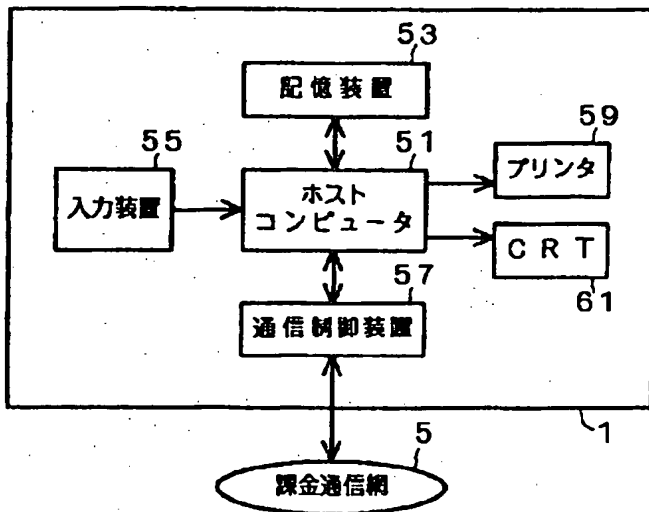 53
記憶装置
55
51
59
入力装置
ホスト
コンピュータ
プリンタ
CRT
61
57
通信制御装置
1
5
課金通信網